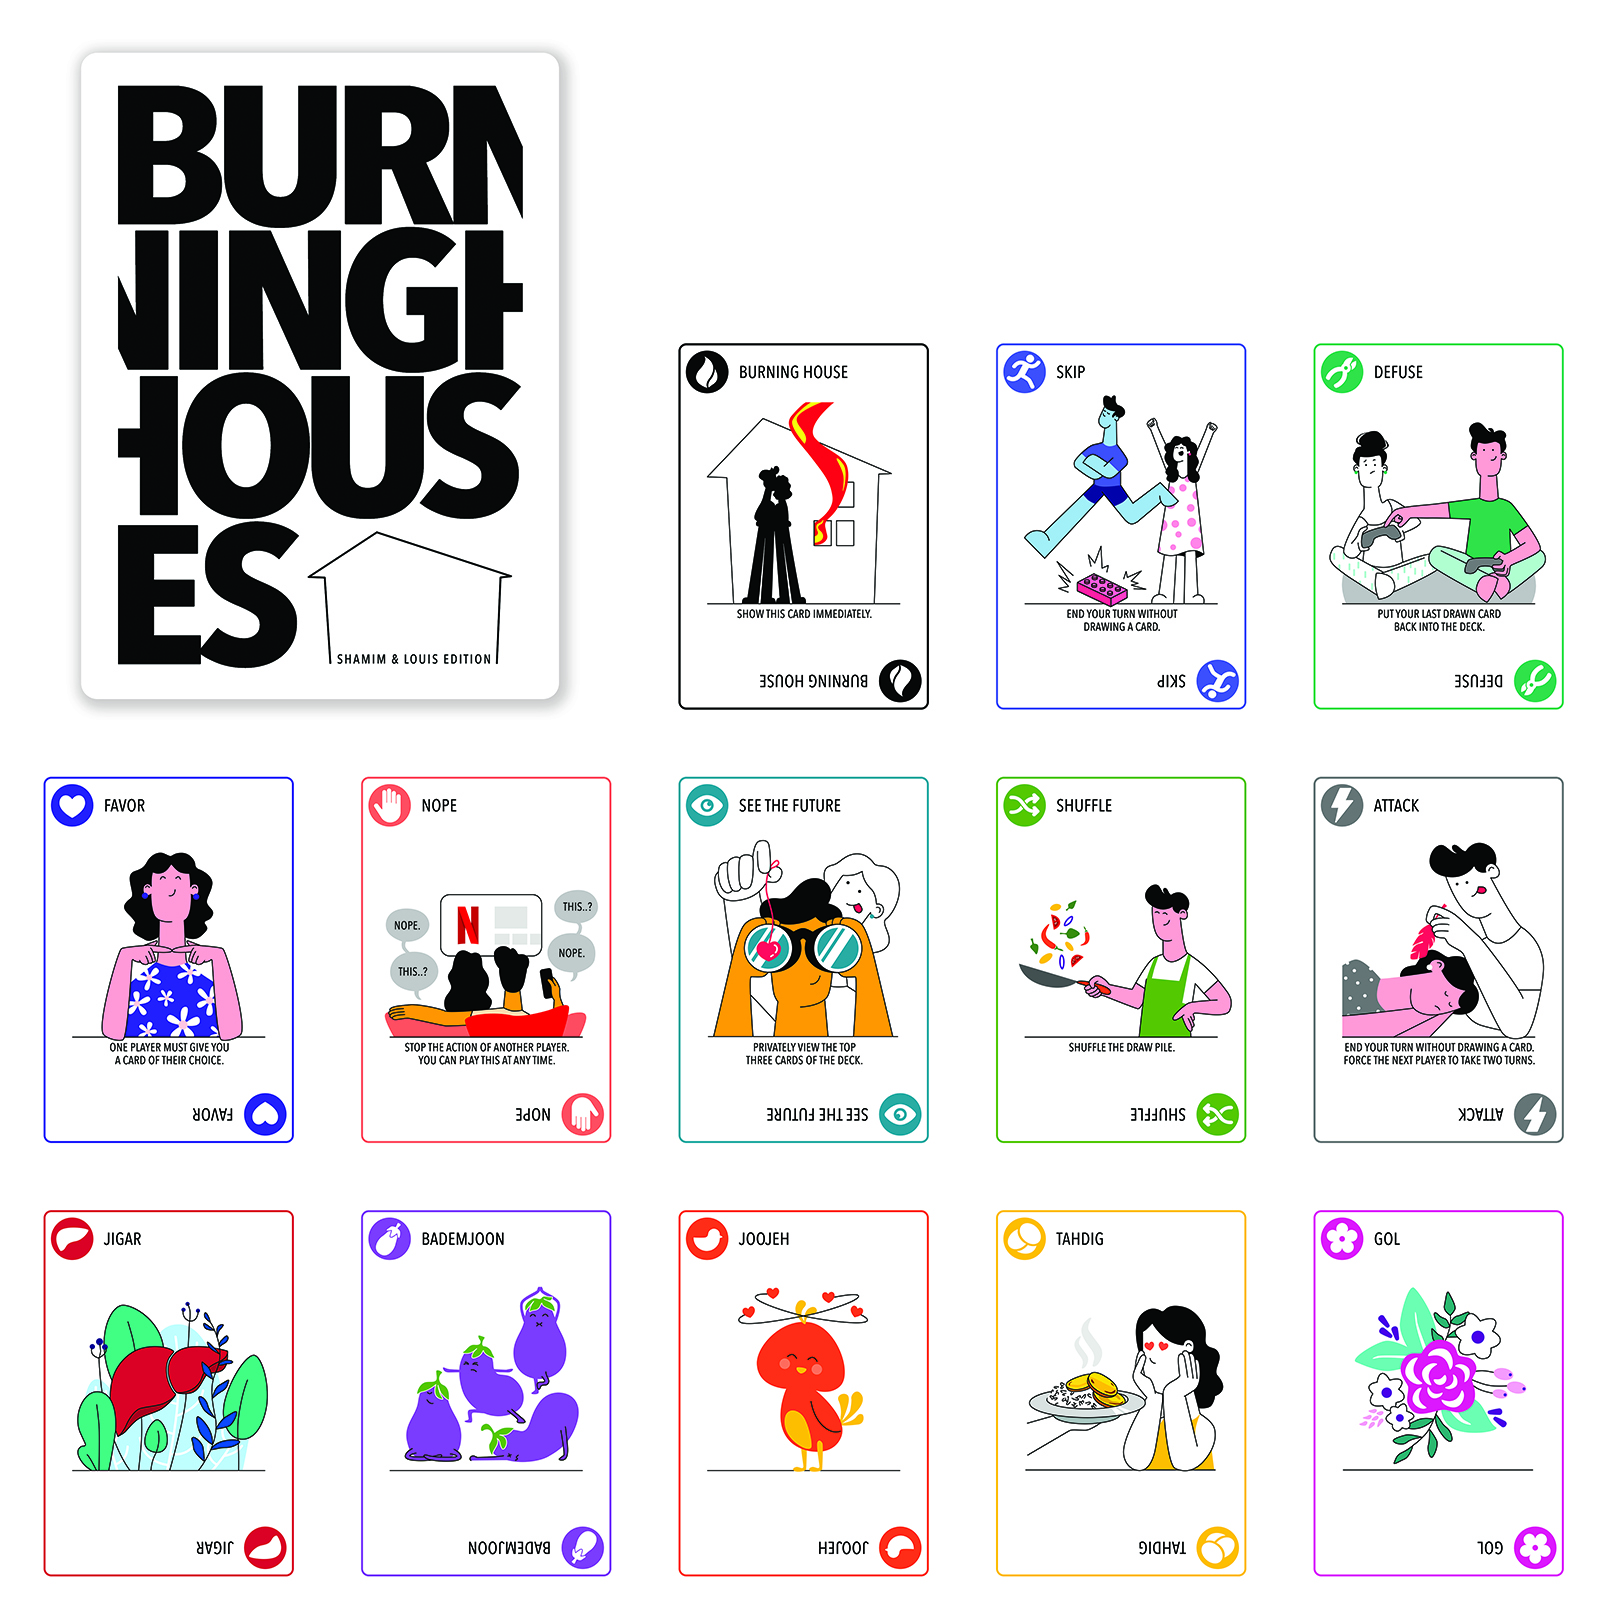 BURN
NINGH
HOUS
ES
SHAMIM & LOUIS EDITION
BURNING HOUSE
SHOW THIS CARD IMMEDIATELY.
BURNING HOUSE
SKIP
END YOUR TURN WITHOUT
DRAWING A CARD.
SKIP
DEFUSE
PUT YOUR LAST DRAWN CARD
BACK INTO THE DECK.
DEFUSE
FAVOR
ONE PLAYER MUST GIVE YOU
A CARD OF THEIR CHOICE.
FAVOR
NOPE
NOPE.
THIS..?
N
THIS..?
NOPE.
STOP THE ACTION OF ANOTHER PLAYER.
YOU CAN PLAY THIS AT ANY TIME.
NOPE
SEE THE FUTURE
PRIVATELY VIEW THE TOP
THREE CARDS OF THE DECK.
SEE THE FUTURE
SHUFFLE
SHUFFLE THE DRAW PILE.
SHUFFLE
ATTACK
END YOUR TURN WITHOUT DRAWING A CARD.
FORCE THE NEXT PLAYER TO TAKE TWO TURNS.
ATTACK
JIGAR
JIGAR
BADEMJOON
BADEMJOON
JOOJEH
JOOJEH
TAHDIG
TAHDIG
GOL
GOL